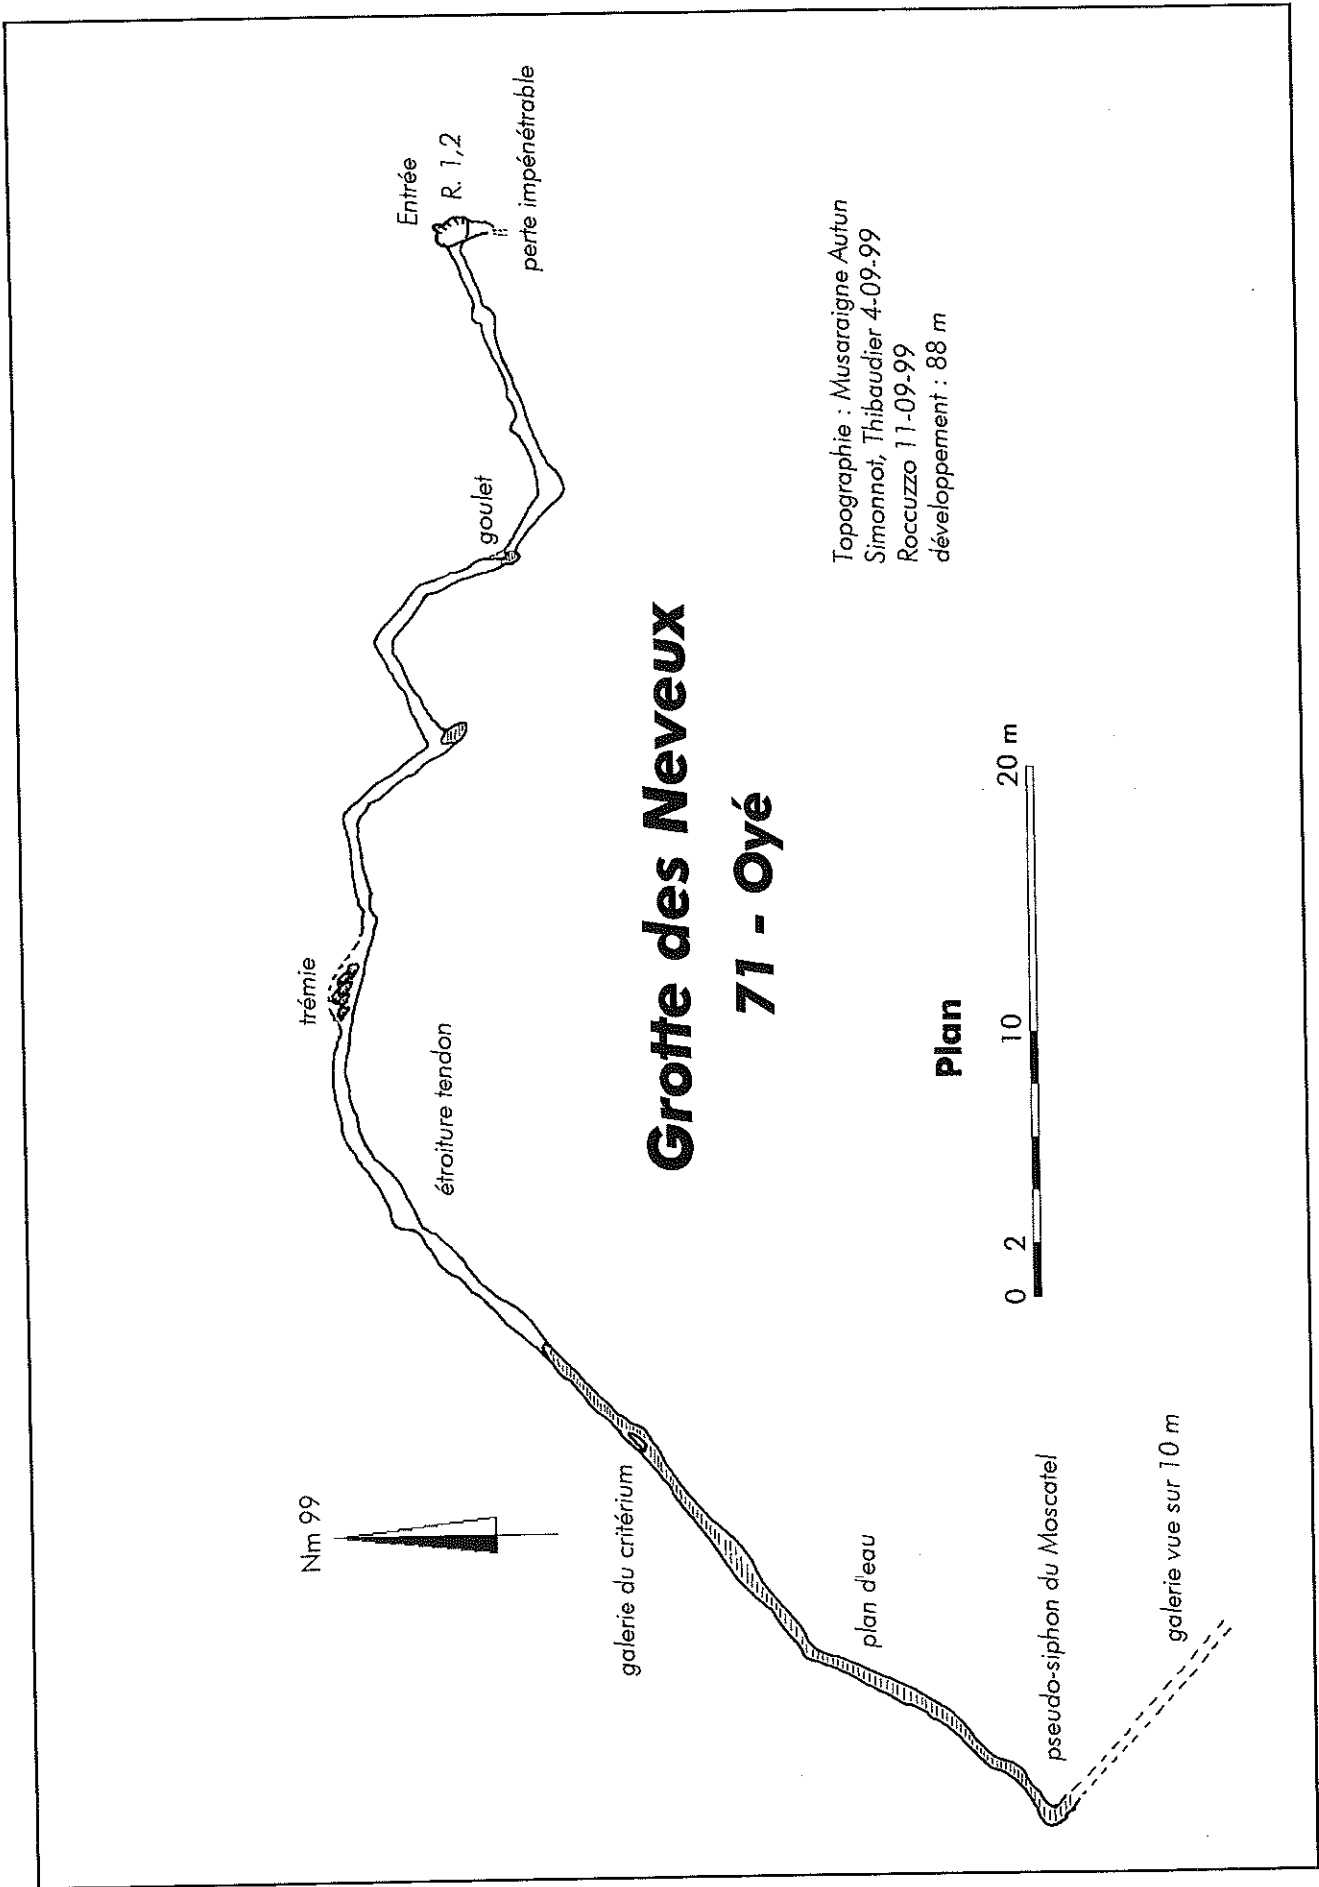 Entrée
R. 1,2
perte impénétrable
goulet
trémie
étroiture tendon
Nm 99
galerie du critérium
plan d'eau
pseudo-siphon du Moscatel
galerie vue sur 10 m
Grotte des Neveux
71 - Oyé
Topographie : Musaraigne Autun
Simonnot, Thibaudier 4-09-99
Roccuzzo 11-09-99
développement : 88 m
Plan
0 2 10 20 m